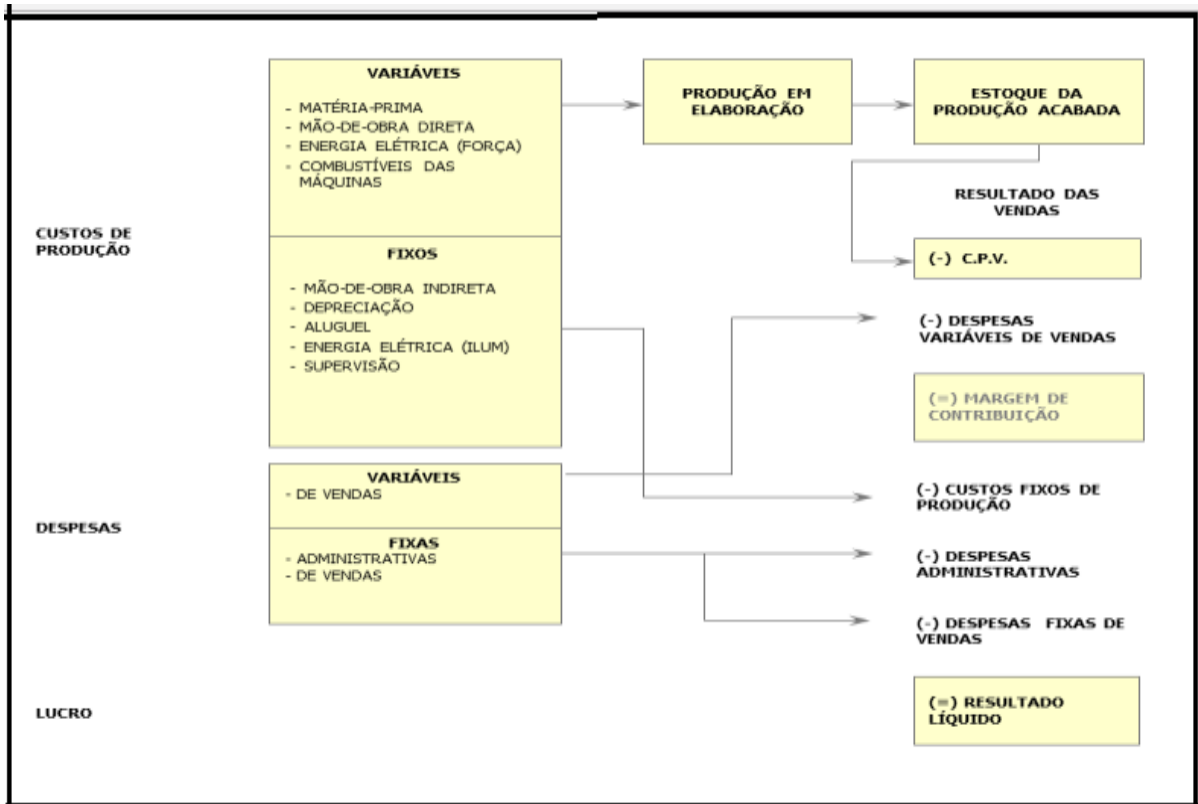 VARIÁVEIS
- MATÉRIA-PRIMA
- MÃO-DE-OBRA DIRETA
- ENERGIA ELÉTRICA (FORÇA)
- COMBUSTÍVEIS DAS
MÁQUINAS
PRODUÇÃO EM
ELABORAÇÃO
ESTOQUE DA
PRODUÇÃO ACABADA
RESULTADO DAS
VENDAS
CUSTOS DE
PRODUÇÃO
FIXOS
- MÃO-DE-OBRA INDIRETA
- DEPRECIAÇÃO
- ALUGUEL
- ENERGIA ELÉTRICA (ILUM)
- SUPERVISÃO
(-) C.P.V.
(-) DESPESAS
VARIÁVEIS DE VENDAS
(=) MARGEM DE
CONTRIBUIÇÃO
DESPESAS
VARIÁVEIS
- DE VENDAS
FIXAS
- ADMINISTRATIVAS
- DE VENDAS
(-) CUSTOS FIXOS DE
PRODUÇÃO
(-) DESPESAS
ADMINISTRATIVAS
(-) DESPESAS FIXAS DE
VENDAS
LUCRO
(=) RESULTADO
LÍQUIDO